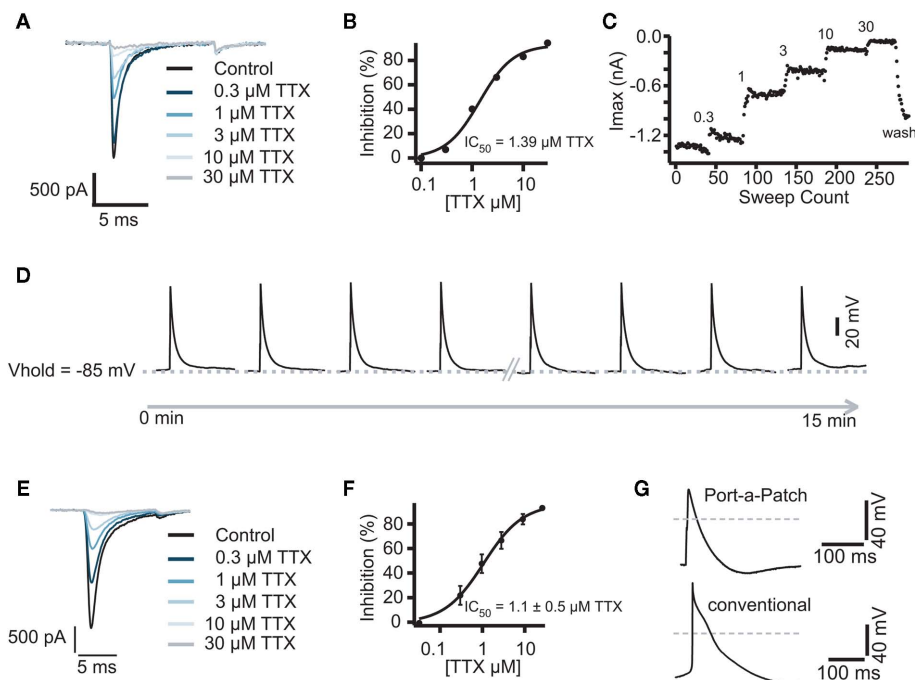 A
Control
0.3 µM TTX
1 µM TTX
3 µM TTX
10 µM TTX
30 µM TTX
500 pA
5 ms
B
Inhibition (%)
80
60
40
20
0
IC50 = 1.39 µM TTX
0.1
1
10
[TTX µM]
C
Imax (nA)
0.0
-0.6
-1.2
0.3
1
3
10
30
wash
0 50 100 150 200 250
Sweep Count
D
20 mV
Vhold = -85 mV
0 min
15 min
E
Control
0.3 µM TTX
1 µM TTX
3 µM TTX
10 µM TTX
30 µM TTX
500 pA
5 ms
F
Inhibition (%)
80
60
40
20
0
IC50 = 1.1 ± 0.5 µM TTX
0.1
1
10
[TTX µM]
G
Port-a-Patch
40 mV
100 ms
conventional
40 mV
100 ms